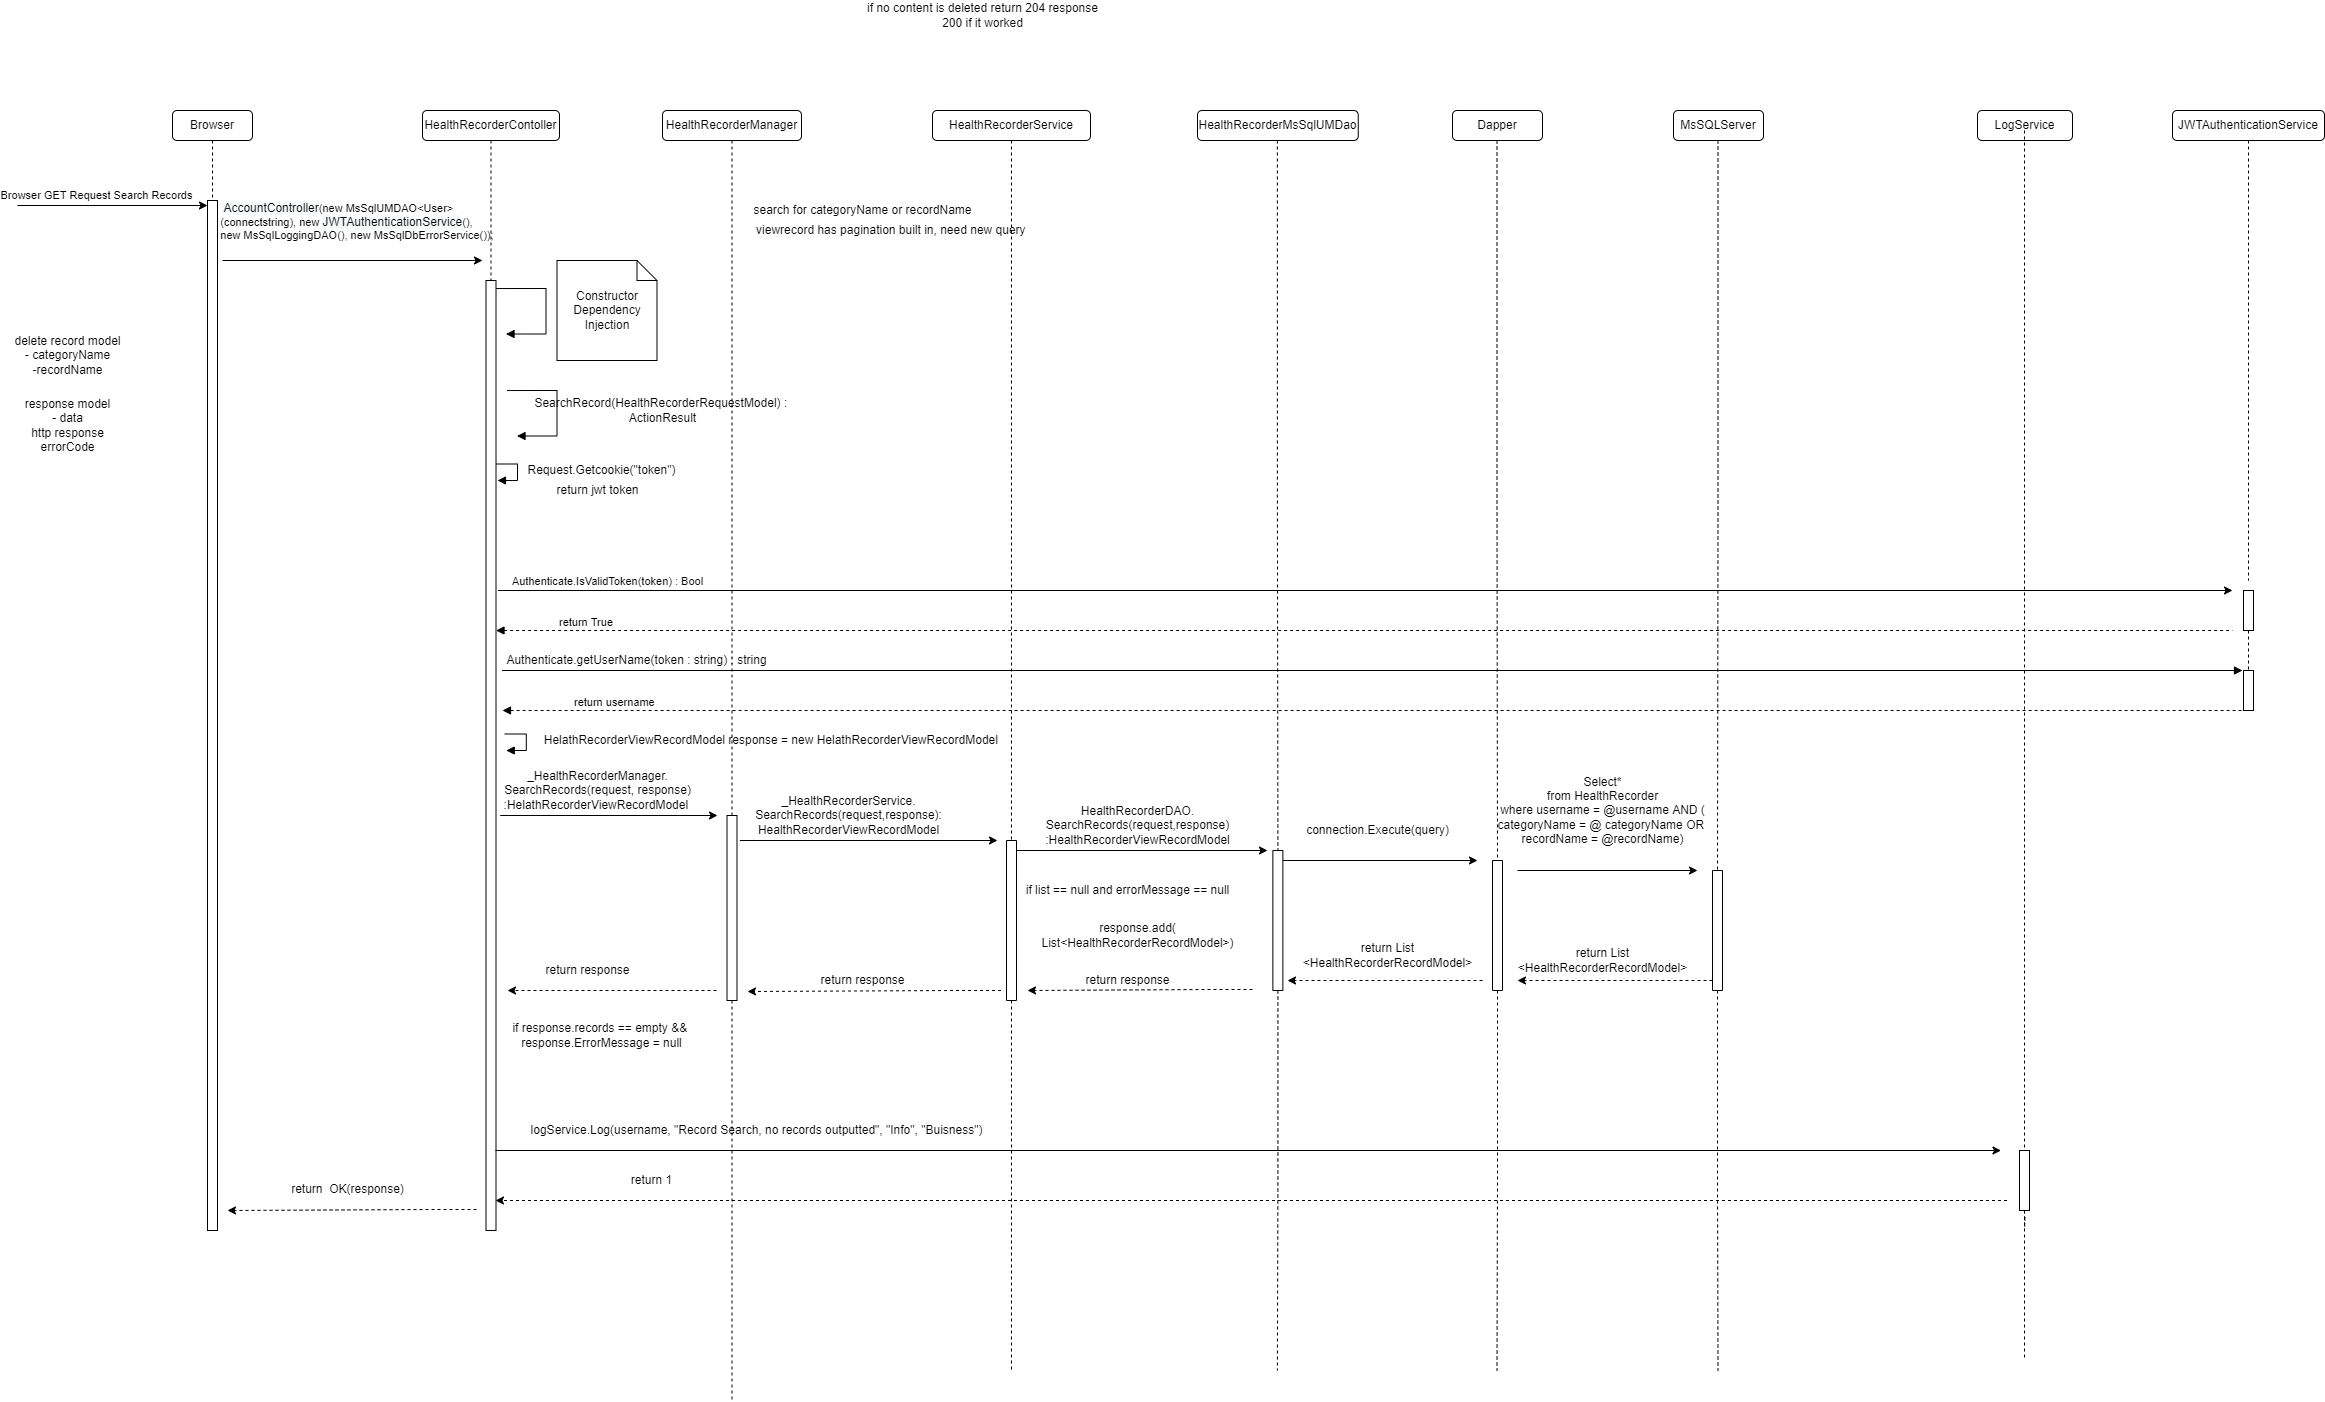 if no content is deleted return 204 response
200 if it worked
Browser
HealthRecorderContoller
HealthRecorderManager
HealthRecorderService
HealthRecorderMsSqlUMDao
Dapper
MsSQLServer
LogService
JWTAuthenticationService
Browser GET Request Search Records
AccountController(new MsSqlUMDAO<User>
(connectstring), new JWTAuthenticationService(),
new MsSqlLoggingDAO(), new MsSqlDbErrorService())
search for categoryName or recordName
viewrecord has pagination built in, need new query
Constructor
Dependency
Injection
delete record model
- categoryName
-recordName
response model
- data
http response
errorCode
SearchRecord(HealthRecorderRequestModel) :
ActionResult
Request.Getcookie("token")
return jwt token
Authenticate.IsValidToken(token) : Bool
return True
Authenticate.getUserName(token : string) : string
return username
HelathRecorderViewRecordModel response = new HelathRecorderViewRecordModel
_HealthRecorderManager.
SearchRecords(request, response)
:HelathRecorderViewRecordModel
_HealthRecorderService.
SearchRecords(request,response):
HealthRecorderViewRecordModel
HealthRecorderDAO.
SearchRecords(request,response)
:HealthRecorderViewRecordModel
connection.Execute(query)
Select*
from HealthRecorder
where username = @username AND (
categoryName = @ categoryName OR
recordName = @recordName)
if list == null and errorMessage == null
response.add(
List<HealthRecorderRecordModel>)
return List
<HealthRecorderRecordModel>
return List
<HealthRecorderRecordModel>
return response
return response
return response
if response.records == empty &&
response.ErrorMessage = null
logService.Log(username, "Record Search, no records outputted", "Info", "Buisness")
return 1
return  OK(response)